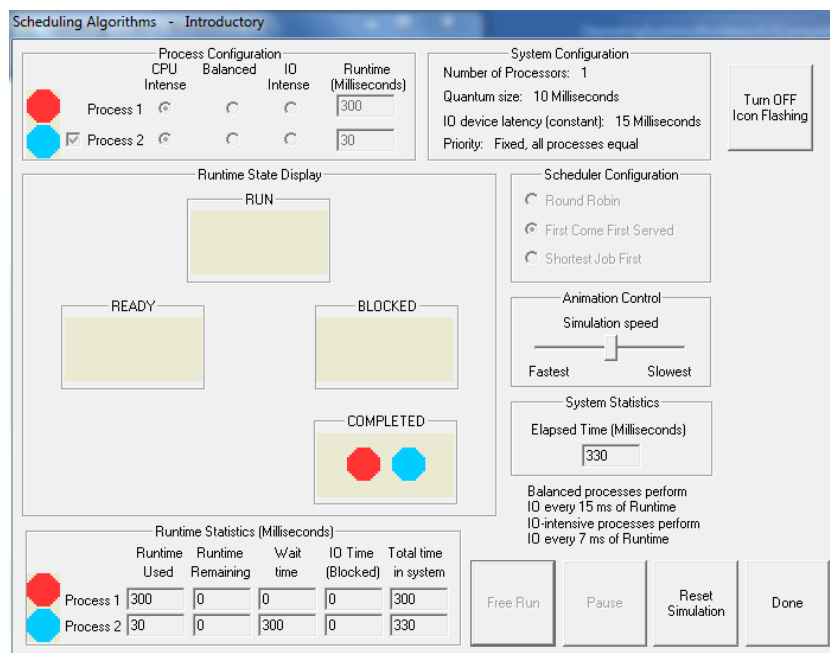 Scheduling Algorithms - Introductory
Process Configuration
CPU Intense Balanced IO Intense Runtime (Milliseconds)
Process 1 300
Process 2 30
System Configuration
Number of Processors: 1
Quantum size: 10 Milliseconds
IO device latency (constant): 15 Milliseconds
Priority: Fixed, all processes equal
Turn OFF
Icon Flashing
Runtime State Display
RUN
READY
BLOCKED
COMPLETED
Scheduler Configuration
Round Robin
First Come First Served
Shortest Job First
Animation Control
Simulation speed
Fastest Slowest
System Statistics
Elapsed Time (Milliseconds)
330
Balanced processes perform
IO every 15 ms of Runtime
IO-intensive processes perform
IO every 7 ms of Runtime
Runtime Statistics (Milliseconds)
Runtime Used Runtime Remaining Wait time IO Time (Blocked) Total time in system
Process 1 300 0 0 0 300
Process 2 30 0 300 0 330
Free Run
Pause
Reset
Simulation
Done